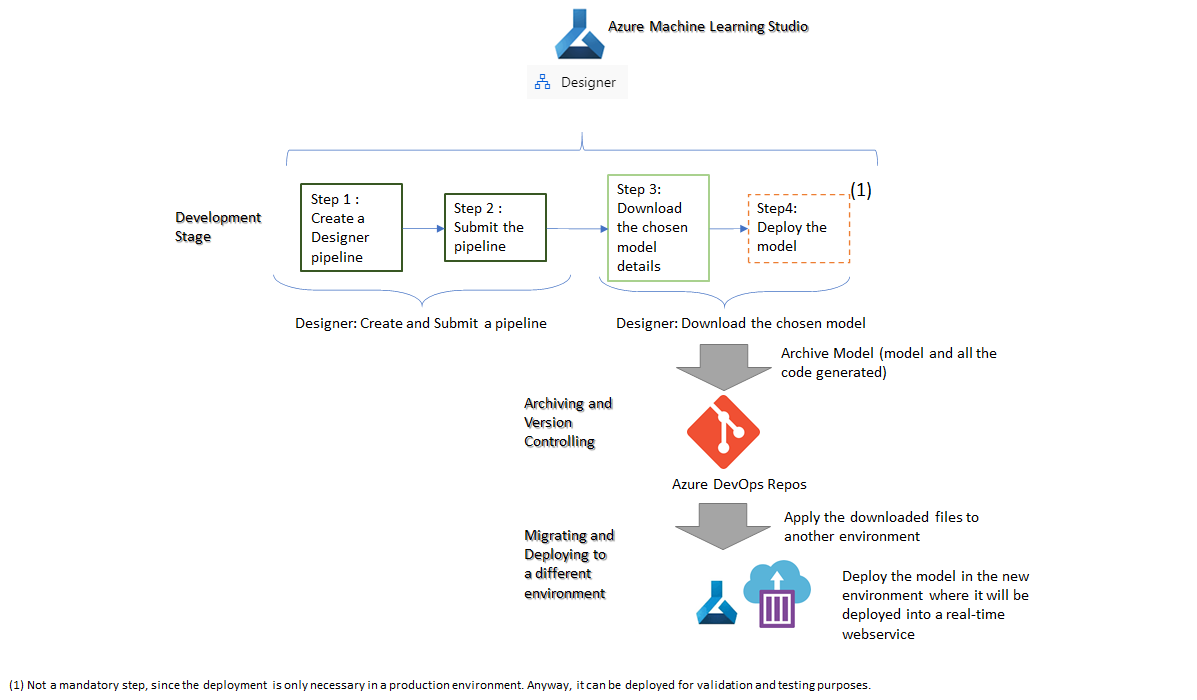 Azure Machine Learning Studio
Designer
Development
Stage
Step 1 :
Create a
Designer
pipeline
Step 2 :
Submit the
pipeline
Step 3:
Download
the chosen
model
details
(1)
Step4:
Deploy the
model
Designer: Create and Submit a pipeline
Designer: Download the chosen model
Archive Model (model and all the
code generated)
Archiving and
Version
Controlling
Azure DevOps Repos
Apply the downloaded files to
another environment
Migrating and
Deploying to
a different
environment
Deploy the model in the new
environment where it will be
deployed into a real-time
webservice
(1) Not a mandatory step, since the deployment is only necessary in a production environment. Anyway, it can be deployed for validation and testing purposes.